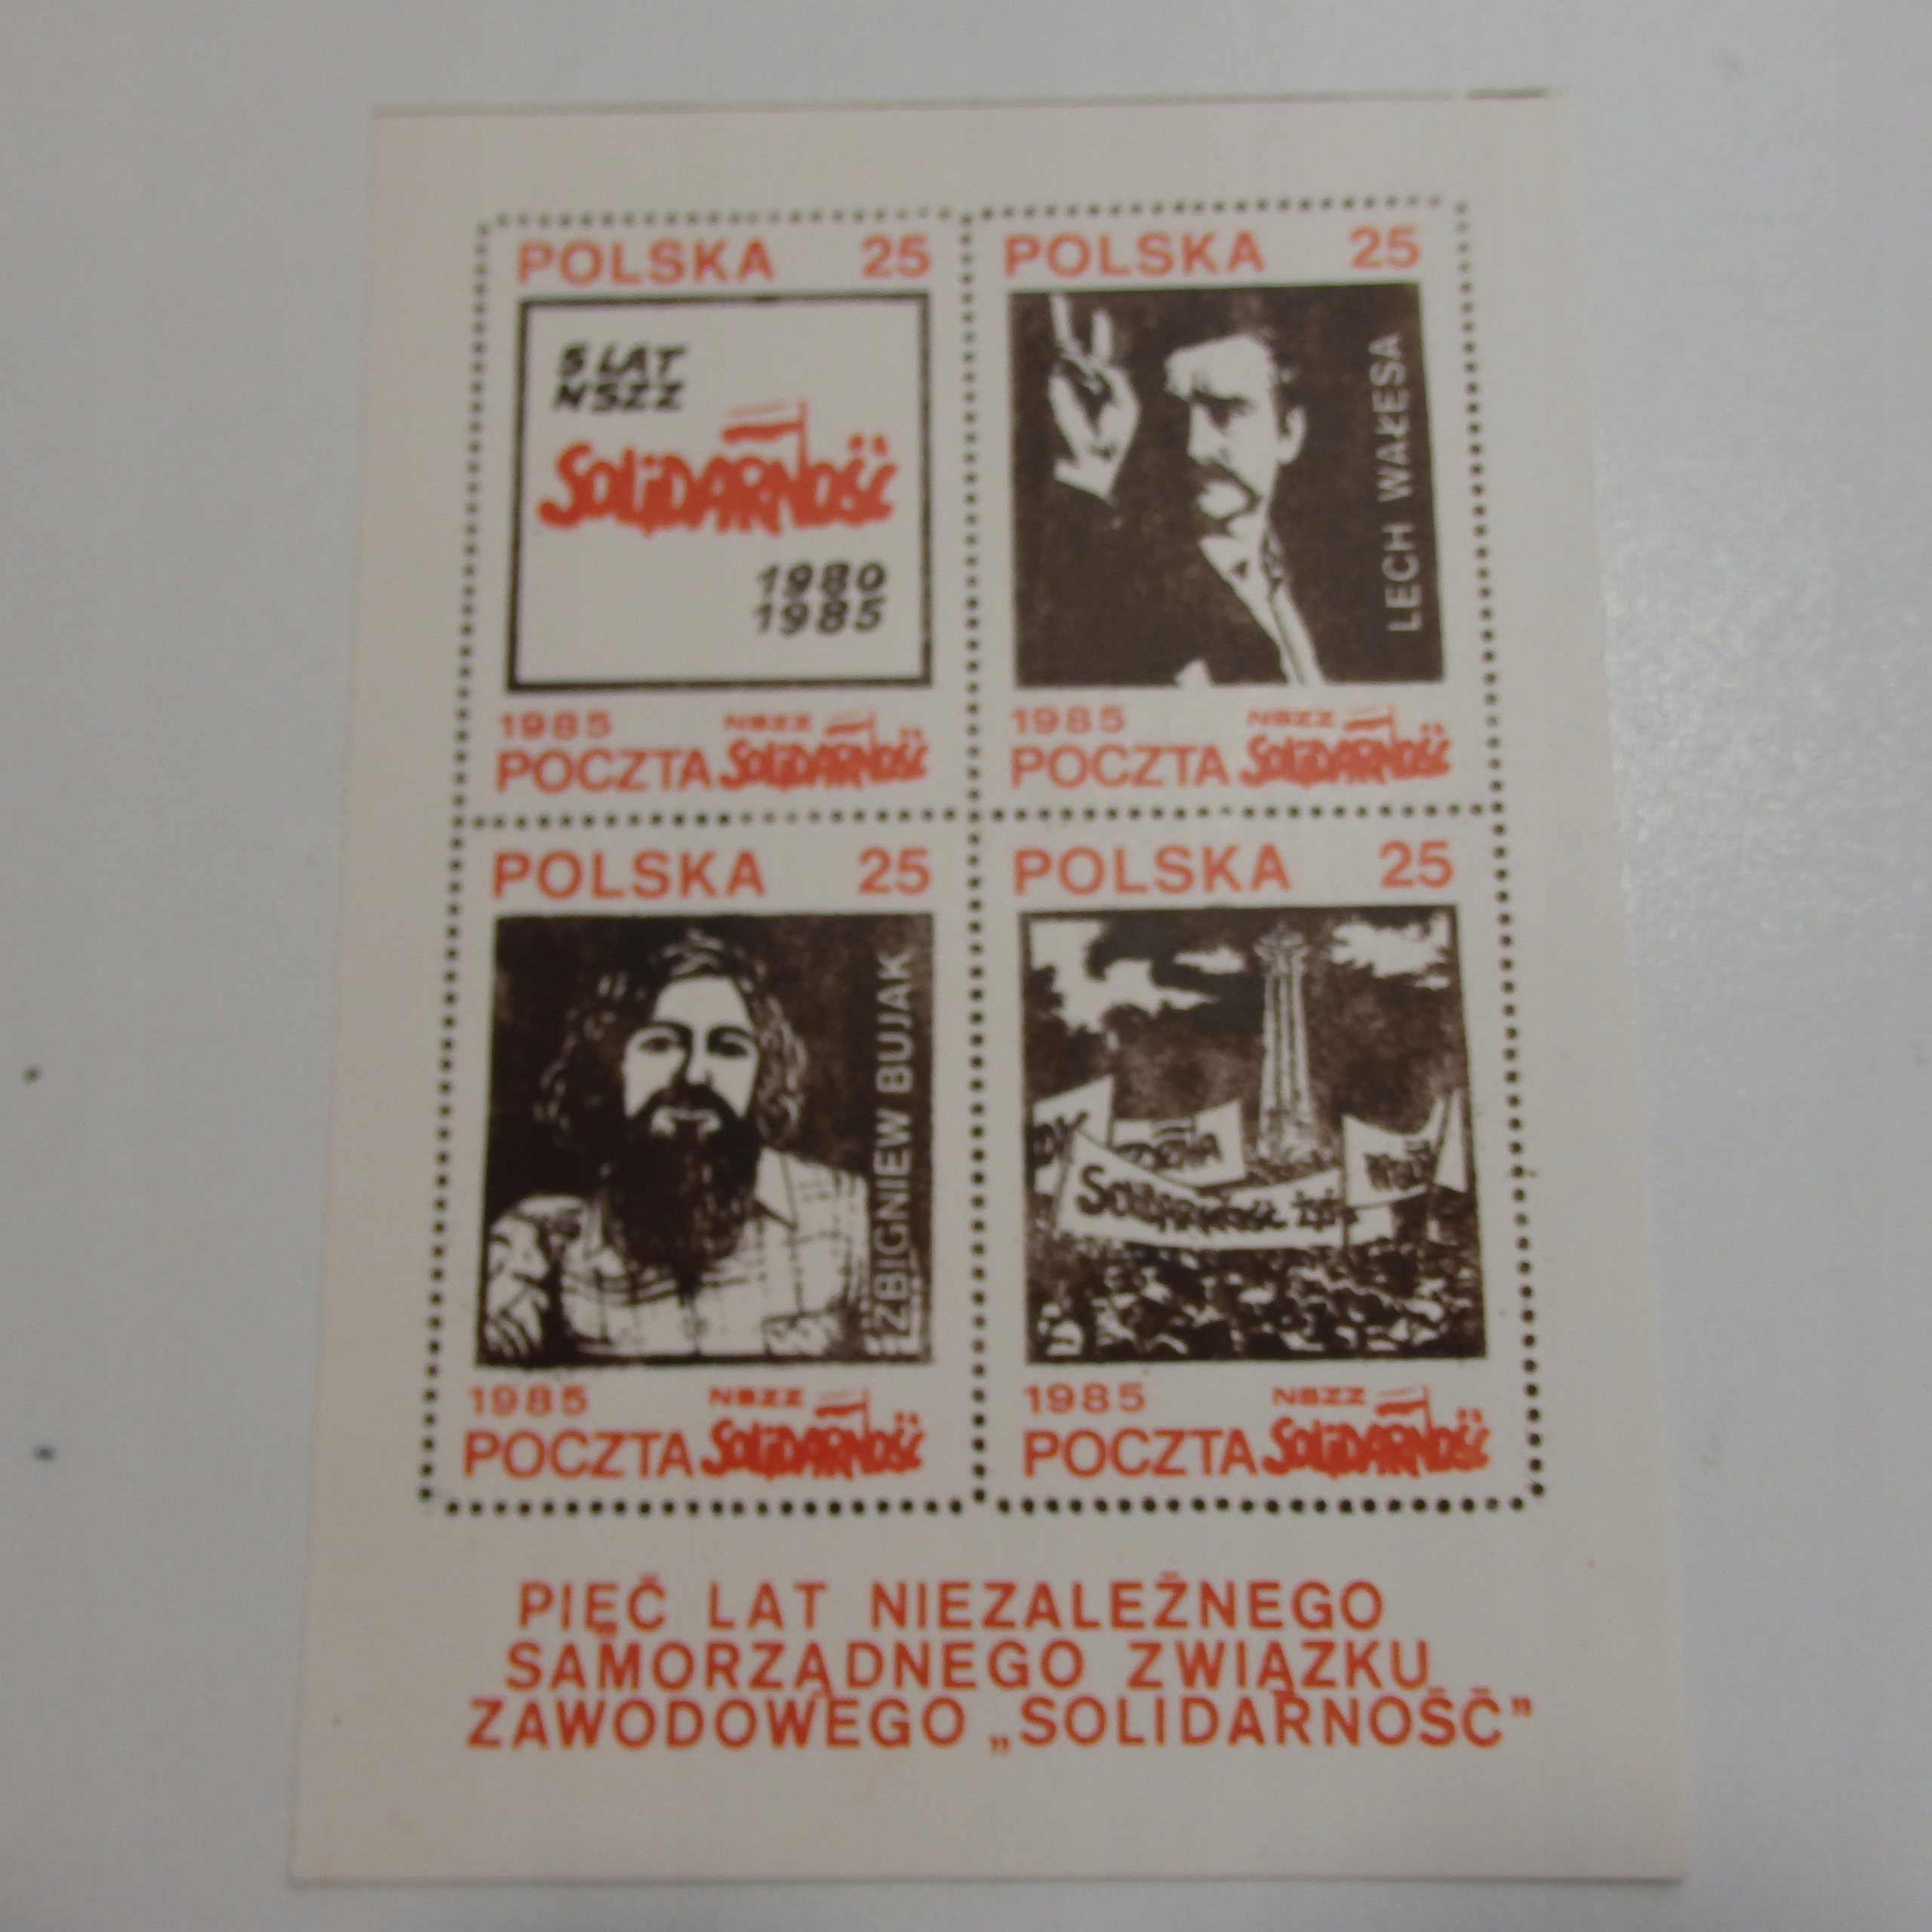 POLSKA 25
5 LAT
NSZZ
SOLiDARNOŚĆ
1980
1985
1985 NSZZ
POCZTA SOLiDARNOŚĆ
POLSKA 25
LECH WAŁESA
1985 NSZZ
POCZTA SOLiDARNOŚĆ
POLSKA 25
ZBIGNIEW BUJAK
1985 NSZZ
POCZTA SOLiDARNOŚĆ
POLSKA 25
SOLIDARNOŚĆ
1985 NSZZ
POCZTA SOLiDARNOŚĆ
PIĘĆ LAT NIEZALEŻNEGO
SAMORZĄDNEGO ZWIĄZKU
ZAWODOWEGO „SOLIDARNOŚĆ”